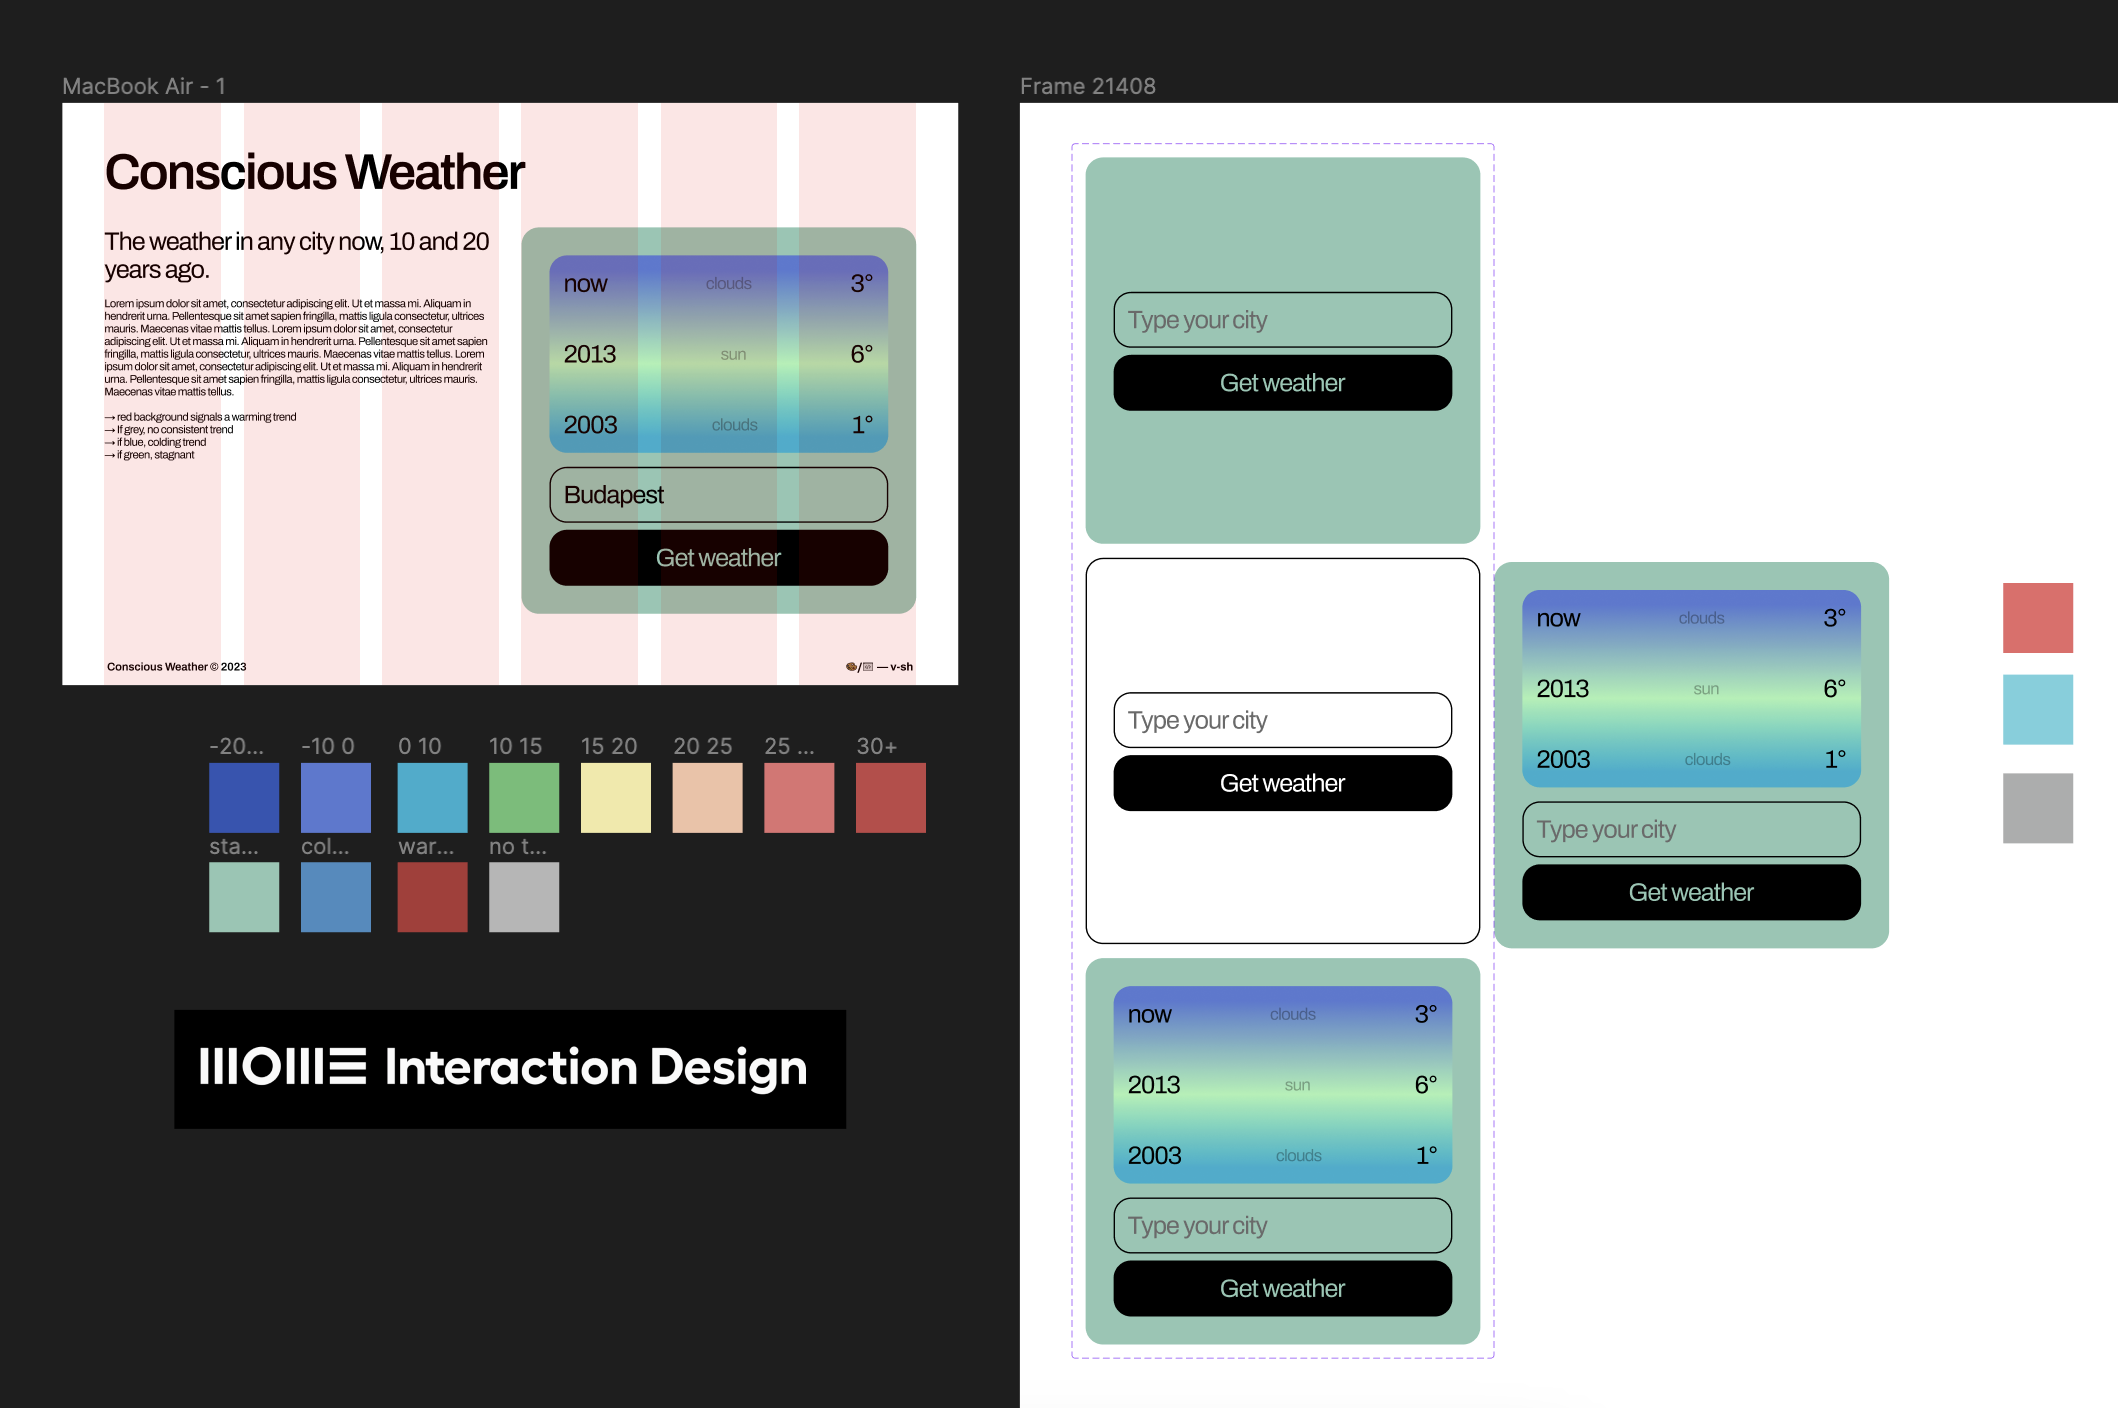 MacBook Air - 1
Conscious Weather
The weather in any city now, 10 and 20
years ago.
Lorem ipsum dolor sit amet, consectetur adipiscing elit. Ut et massa mi. Aliquam in
hendrerit urna. Pellentesque sit amet sapien fringilla, mattis ligula consectetur, ultrices
mauris. Maecenas vitae mattis tellus. Lorem ipsum dolor sit amet, consectetur
adipiscing elit. Ut et massa mi. Aliquam in hendrerit urna. Pellentesque sit amet sapien
fringilla, mattis ligula consectetur, ultrices mauris. Maecenas vitae mattis tellus. Lorem
ipsum dolor sit amet, consectetur adipiscing elit. Ut et massa mi. Aliquam in hendrerit
urna. Pellentesque sit amet sapien fringilla, mattis ligula consectetur, ultrices mauris.
Maecenas vitae mattis tellus.
→ red background signals a warming trend
→ If grey, no consistent trend
→ if blue, colding trend
→ if green, stagnant
now clouds 3°
2013 sun 6°
2003 clouds 1°
Budapest
Get weather
Conscious Weather © 2023
/ — v-sh
-20... -10 0 0 10 10 15 15 20 20 25 25 ... 30+
sta... col... war... no t...
Interaction Design
Frame 21408
Type your city
Get weather
Type your city
Get weather
now clouds 3°
2013 sun 6°
2003 clouds 1°
Type your city
Get weather
now clouds 3°
2013 sun 6°
2003 clouds 1°
Type your city
Get weather